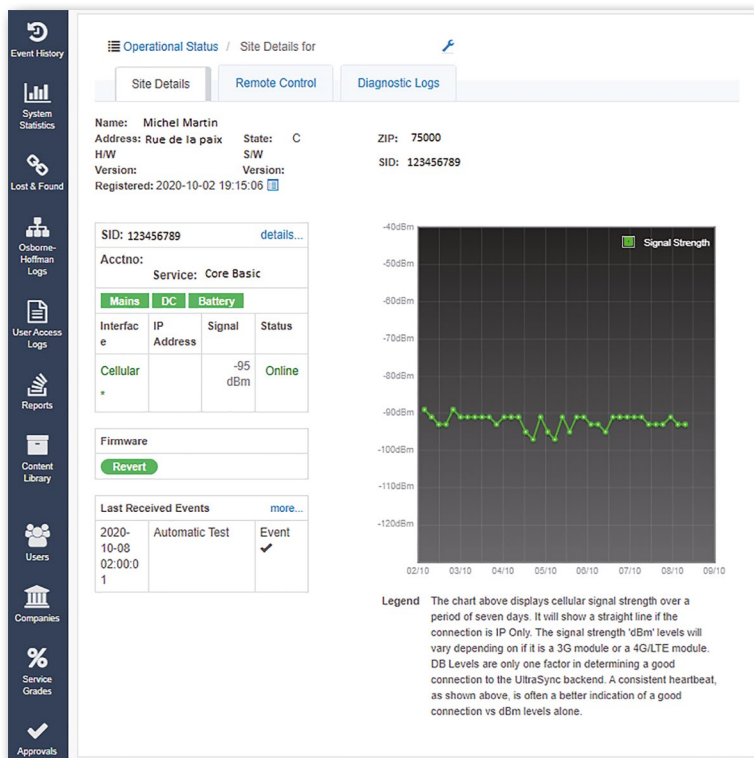 Event History
System
Statistics
Lost & Found
Osborne-
Hoffman
Logs
User Access
Logs
Reports
Content
Library
Users
Companies
Service
Grades
Approvals
Operational Status / Site Details for
Site Details Remote Control Diagnostic Logs
Name: Michel Martin
Address: Rue de la paix State: C ZIP: 75000
H/W S/W
Version: Version: SID: 123456789
Registered: 2020-10-02 19:15:06
SID: 123456789 details...
Acctno:
Service: Core Basic
Mains DC Battery
Interfac IP Signal Status
e Address
Cellular -95 Online
* dBm
Firmware
Revert
Last Received Events more...
2020- Automatic Test Event
10-08
02:00:0
1
Signal Strength
-40dBm
-50dBm
-60dBm
-70dBm
-80dBm
-90dBm
-100dBm
-110dBm
-120dBm
02/10 03/10 04/10 05/10 06/10 07/10 08/10 09/10
Legend The chart above displays cellular signal strength over a
period of seven days. It will show a straight line if the
connection is IP Only. The signal strength 'dBm' levels will
vary depending on if it is a 3G module or a 4G/LTE module.
DB Levels are only one factor in determining a good
connection to the UltraSync backend. A consistent heartbeat,
as shown above, is often a better indication of a good
connection vs dBm levels alone.